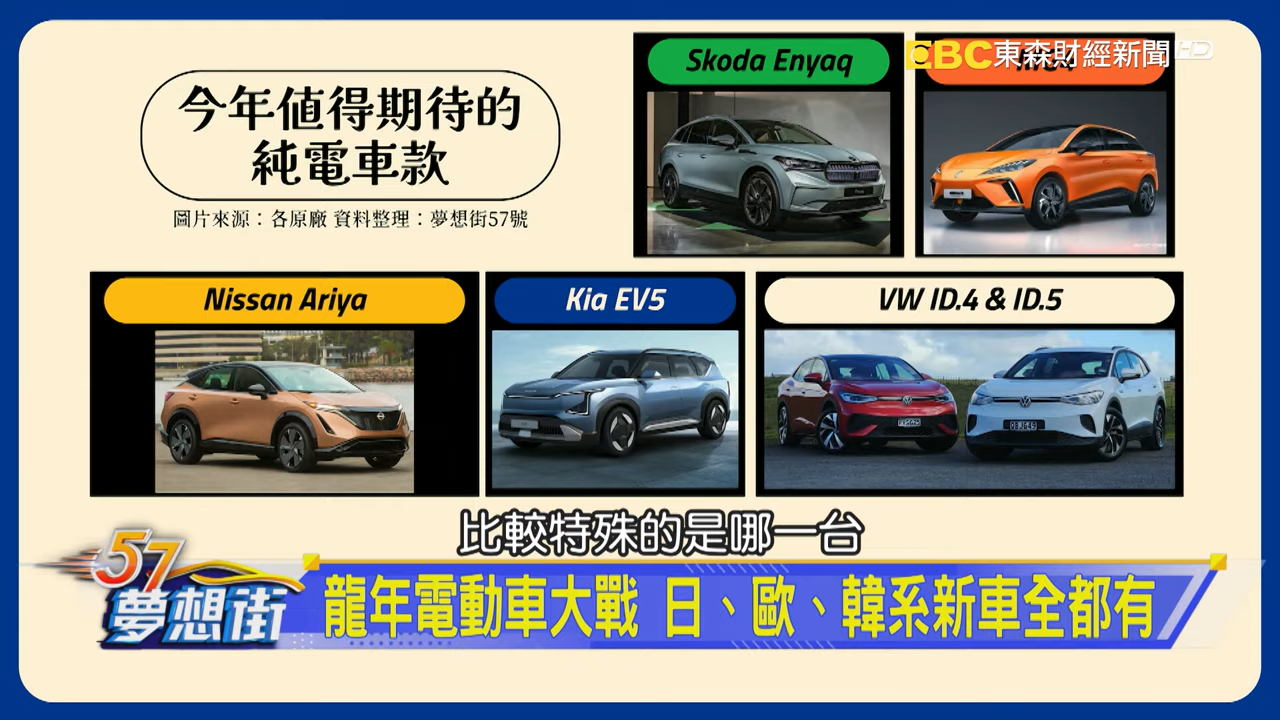 今年值得期待的
純電車款
圖片來源：各原廠 資料整理：夢想街57號
Skoda Enyaq
EBC 東森財經新聞 HD
Nissan Ariya
Kia EV5
VW ID.4 & ID.5
比較特殊的是哪一台
57
夢想街
龍年電動車大戰 日、歐、韓系新車全都有